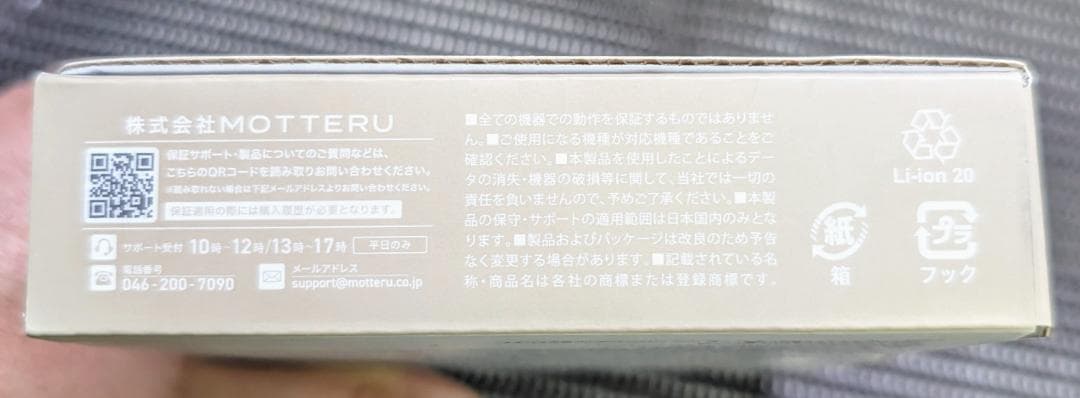 株式会社MOTTERU
保証サポート・製品についてのご質問などは、
こちらのQRコードを読み取りお問い合わせください。
※読み取れない場合は下記メールアドレスよりお問い合わせください。
保証適用の際には購入履歴が必要となります。
サポート受付 10時～12時/13時～17時 平日のみ
電話番号
046-200-7090
メールアドレス
support@motteru.co.jp
■全ての機器での動作を保証するものではありませ
ん。■ご使用になる機種が対応機種であることをご
確認ください。■本製品を使用したことによるデー
タの消失・機器の破損等に関して、当社では一切の
責任を負いませんので、予めご了承ください。■本製
品の保守・サポートの適用範囲は日本国内のみとな
ります。■製品およびパッケージは改良のため予告
なく変更する場合があります。■記載されている名
称・商品名は各社の商標または登録商標です。
Li-ion 20
紙
箱
プラ
フック